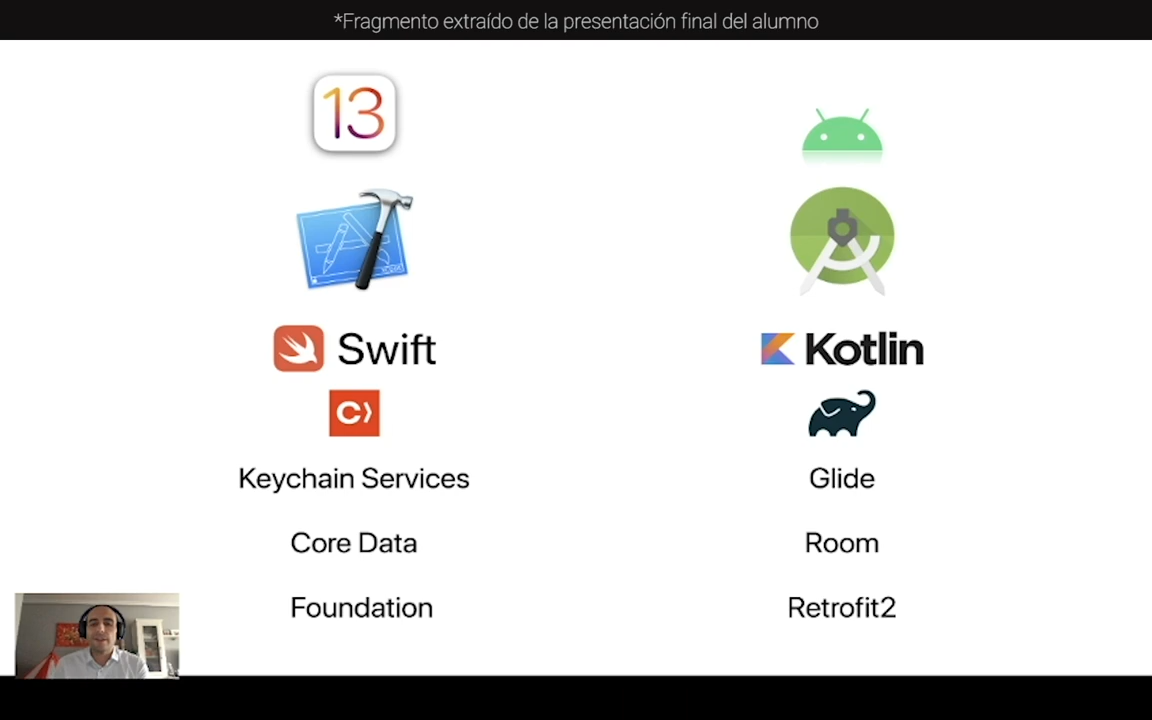 *Fragmento extraído de la presentación final del alumno
13
Swift
Keychain Services
Core Data
Foundation
Kotlin
Glide
Room
Retrofit2